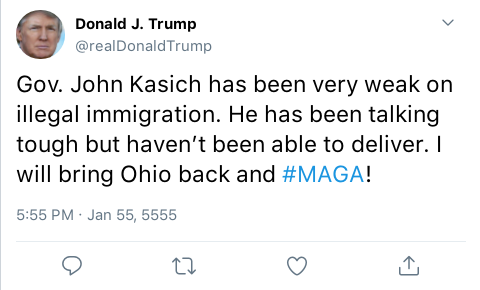 Donald J. Trump
@realDonaldTrump
Gov. John Kasich has been very weak on
illegal immigration. He has been talking
tough but haven’t been able to deliver. I
will bring Ohio back and #MAGA!
5:55 PM · Jan 55, 5555